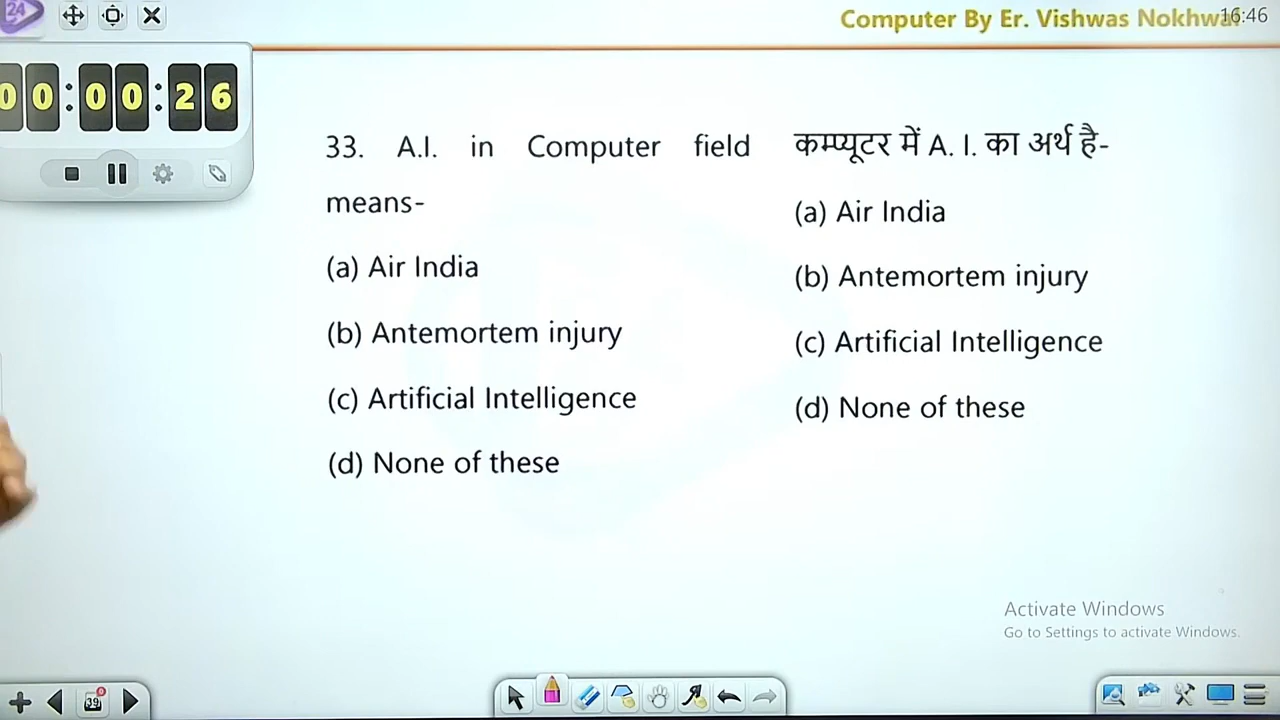 24
Computer By Er. Vishwas Nokhwal
16:46
00:00:26
33. A.I. in Computer field
means-
(a) Air India
(b) Antemortem injury
(c) Artificial Intelligence
(d) None of these
कम्प्यूटर में A. I. का अर्थ है-
(a) Air India
(b) Antemortem injury
(c) Artificial Intelligence
(d) None of these
Activate Windows
Go to Settings to activate Windows.
39